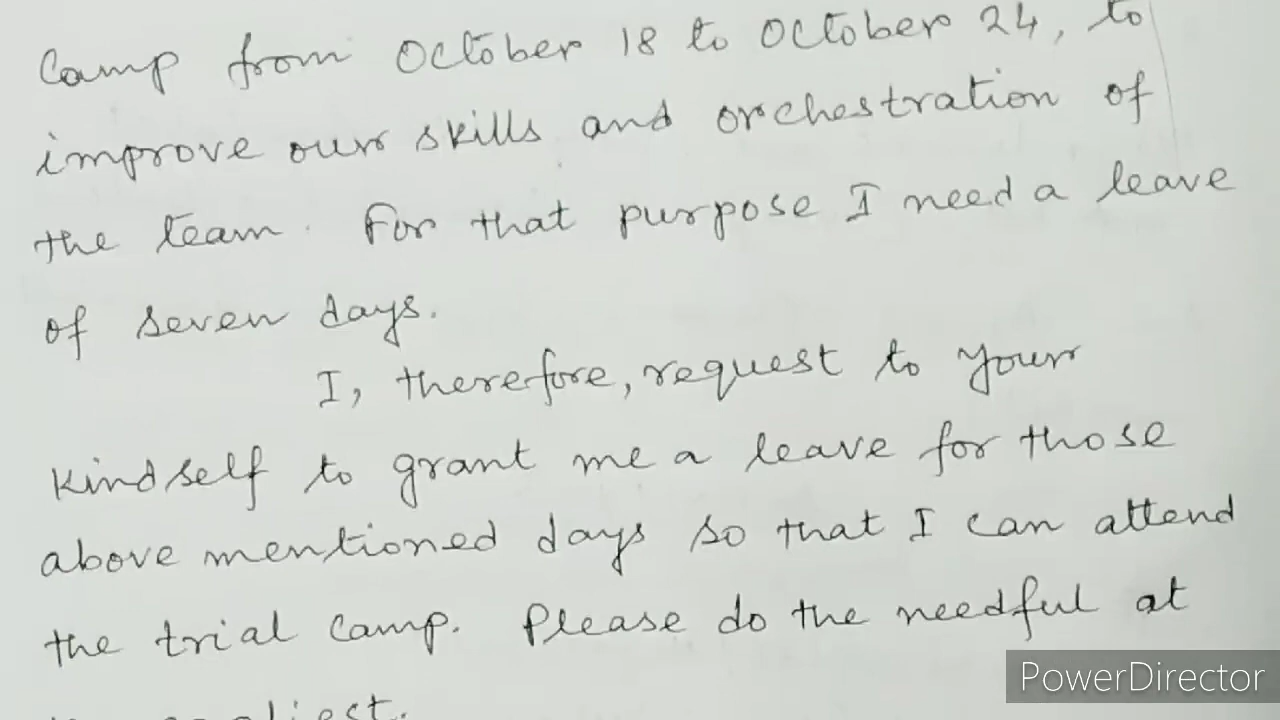 Camp from October 18 to October 24, to
improve our skills and orchestration of
the team. For that purpose I need a leave
of seven days.
I, therefore, request to your
kindself to grant me a leave for those
above mentioned days so that I can attend
the trial camp. Please do the needful at
PowerDirector